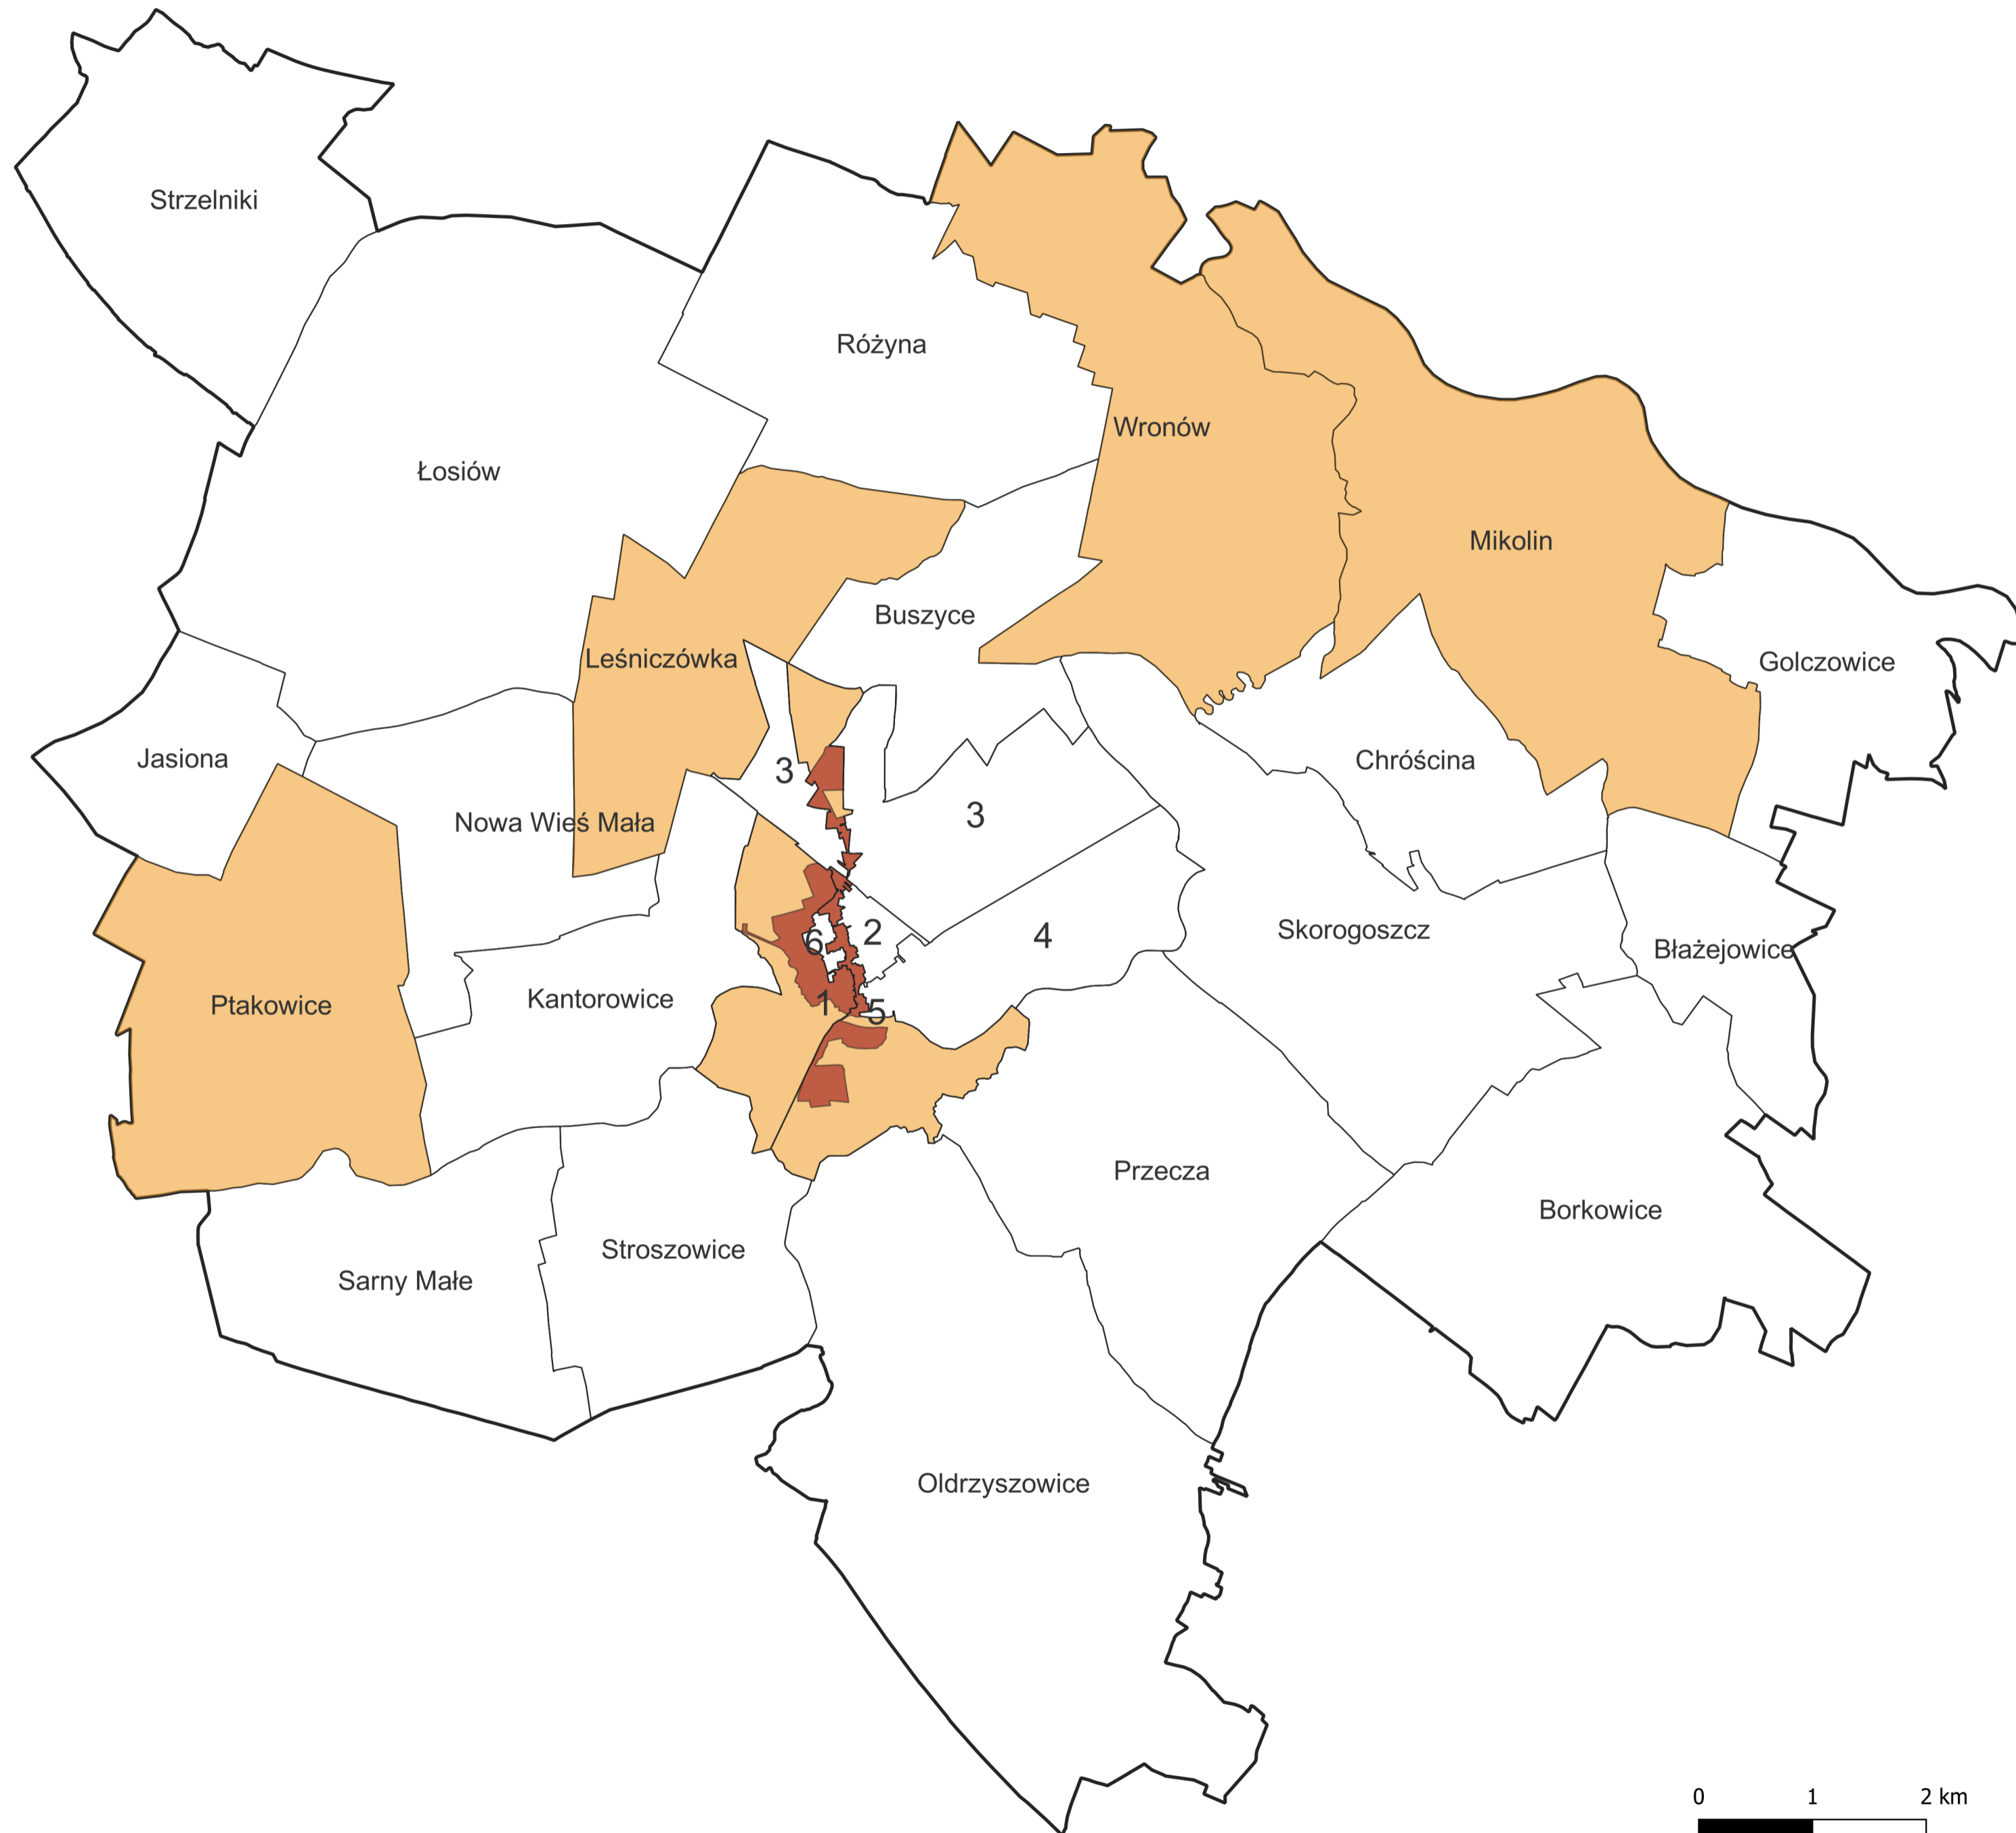 Strzelniki
Różyna
Wronów
Łosiów
Mikolin
Buszyce
Leśniczówka
Golczowice
Jasiona
3
Chróścina
Nowa Wieś Mała
3
Skorogoszcz
6
2
4
Błażejowice
Ptakowice
Kantorowice
1
5
Przecza
Borkowice
Stroszowice
Sarny Małe
Oldrzyszowice
0 1 2 km